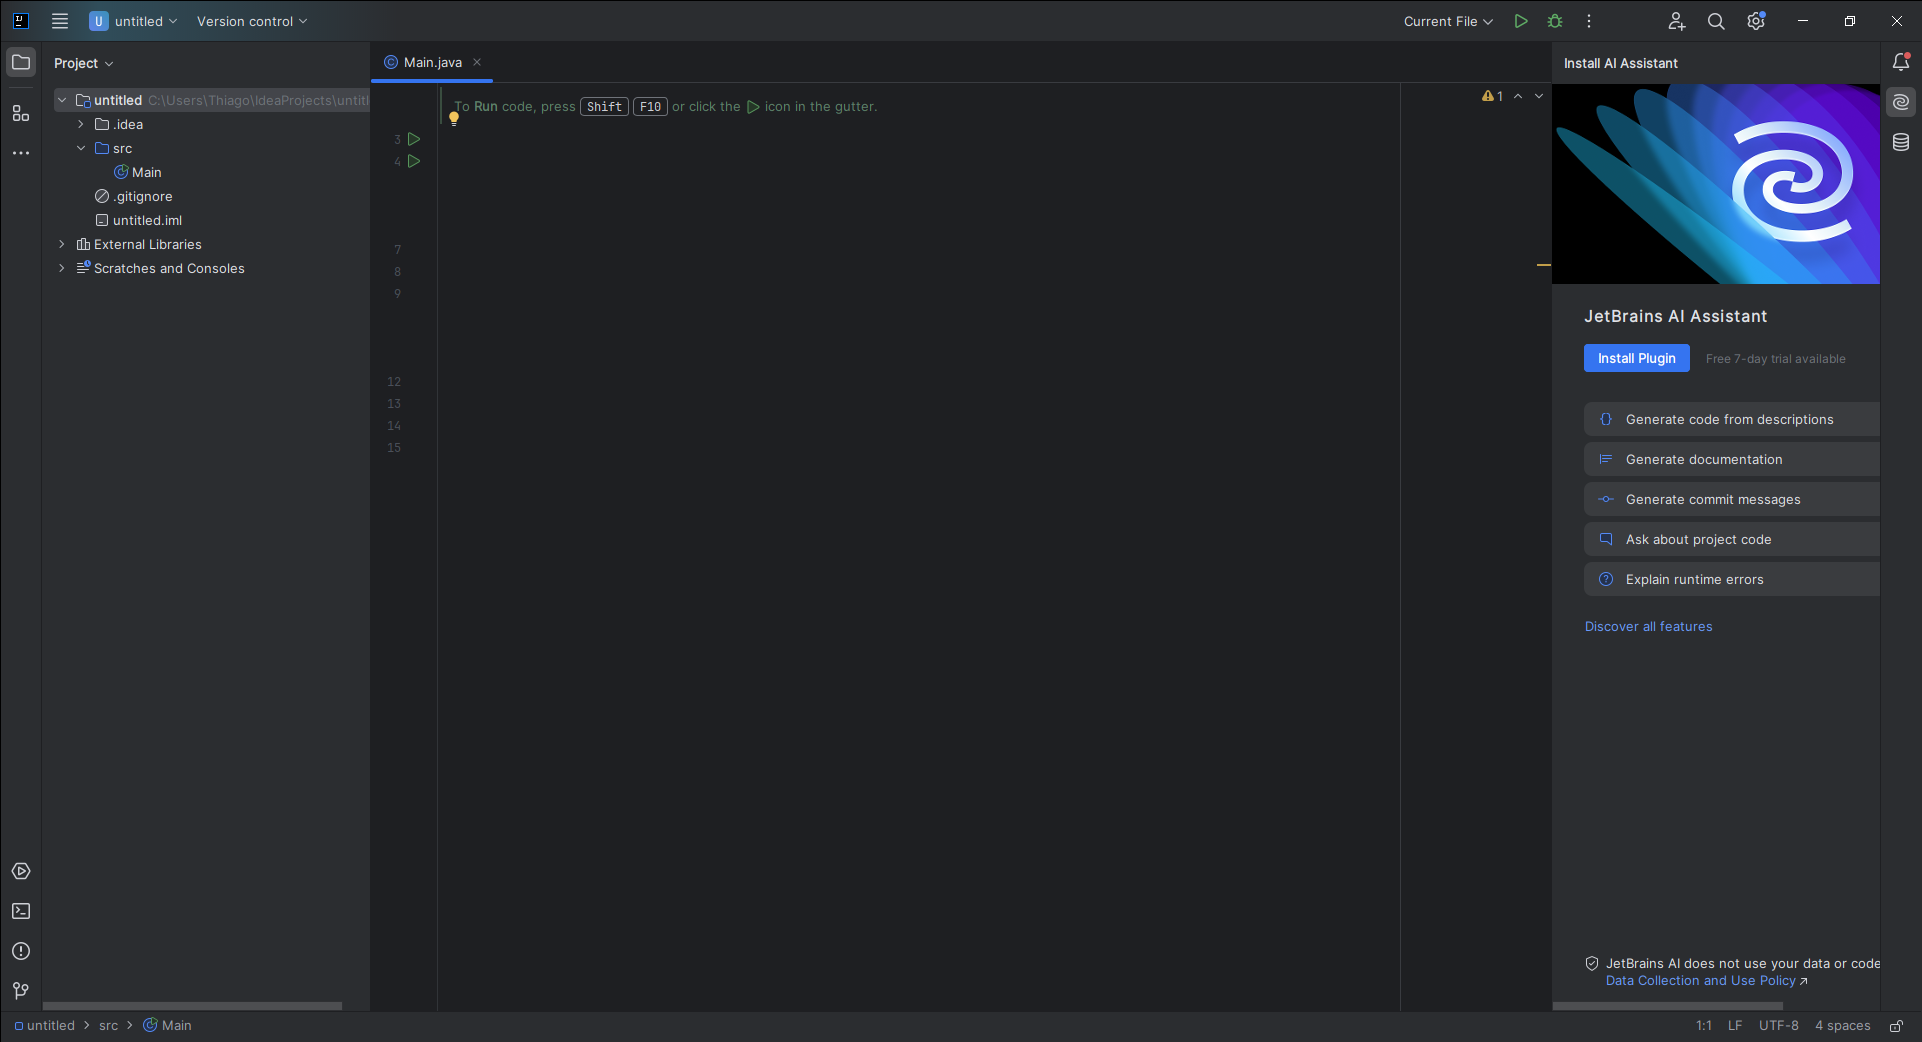 U untitled Version control Current File
Project
untitled C:\Users\Thiago\IdeaProjects\untitl
.idea
src
Main
.gitignore
untitled.iml
External Libraries
Scratches and Consoles
Main.java
To Run code, press Shift F10 or click the icon in the gutter.
1
3
4
7
8
9
12
13
14
15
Install AI Assistant
JetBrains AI Assistant
Install Plugin Free 7-day trial available
Generate code from descriptions
Generate documentation
Generate commit messages
Ask about project code
Explain runtime errors
Discover all features
JetBrains AI does not use your data or code
Data Collection and Use Policy
untitled src Main 1:1 LF UTF-8 4 spaces